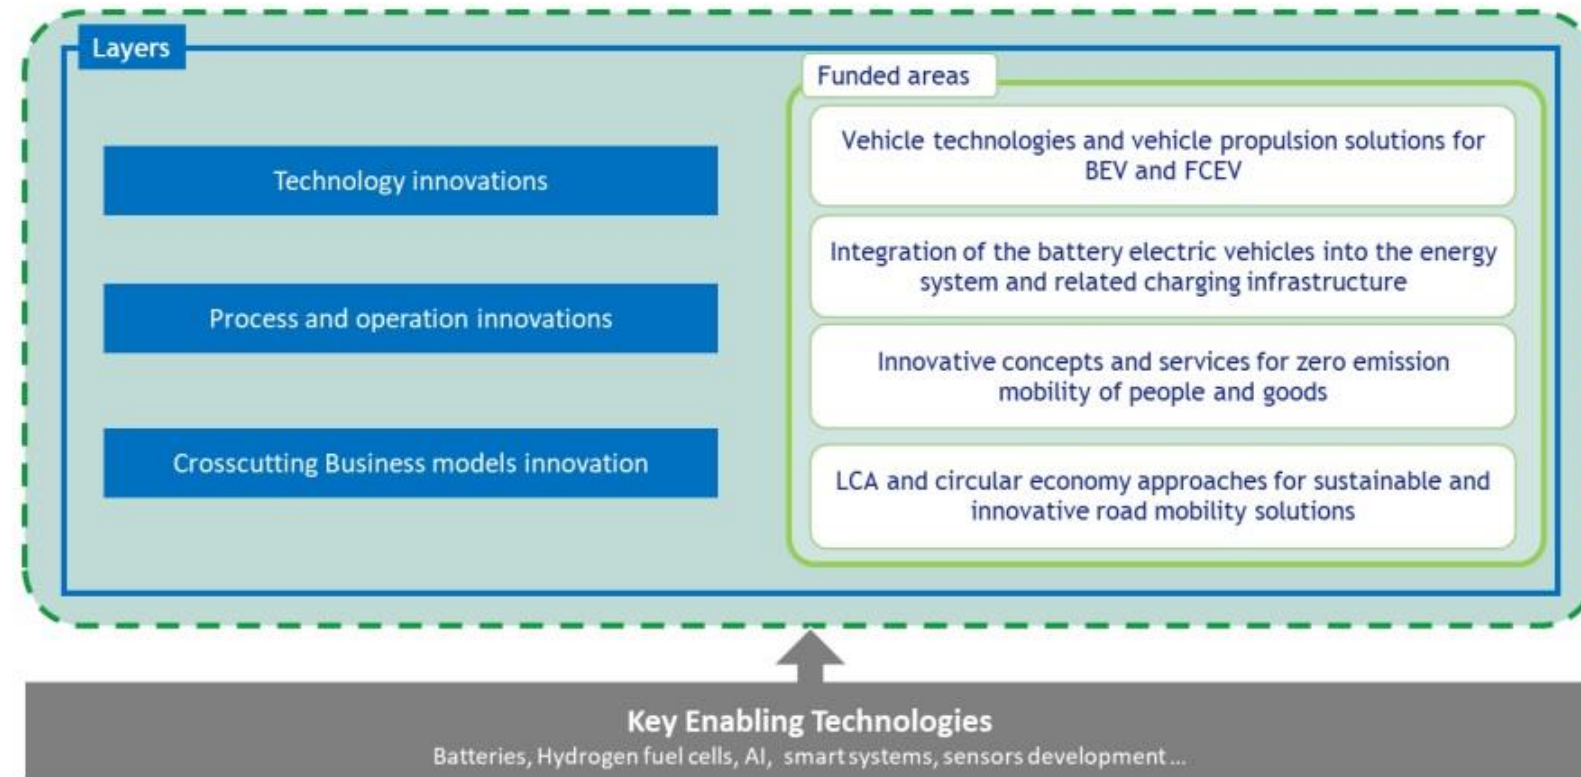 Layers
Technology innovations
Process and operation innovations
Crosscutting Business models innovation
Funded areas
Vehicle technologies and vehicle propulsion solutions for
BEV and FCEV
Integration of the battery electric vehicles into the energy
system and related charging infrastructure
Innovative concepts and services for zero emission
mobility of people and goods
LCA and circular economy approaches for sustainable and
innovative road mobility solutions
Key Enabling Technologies
Batteries, Hydrogen fuel cells, AI, smart systems, sensors development ...